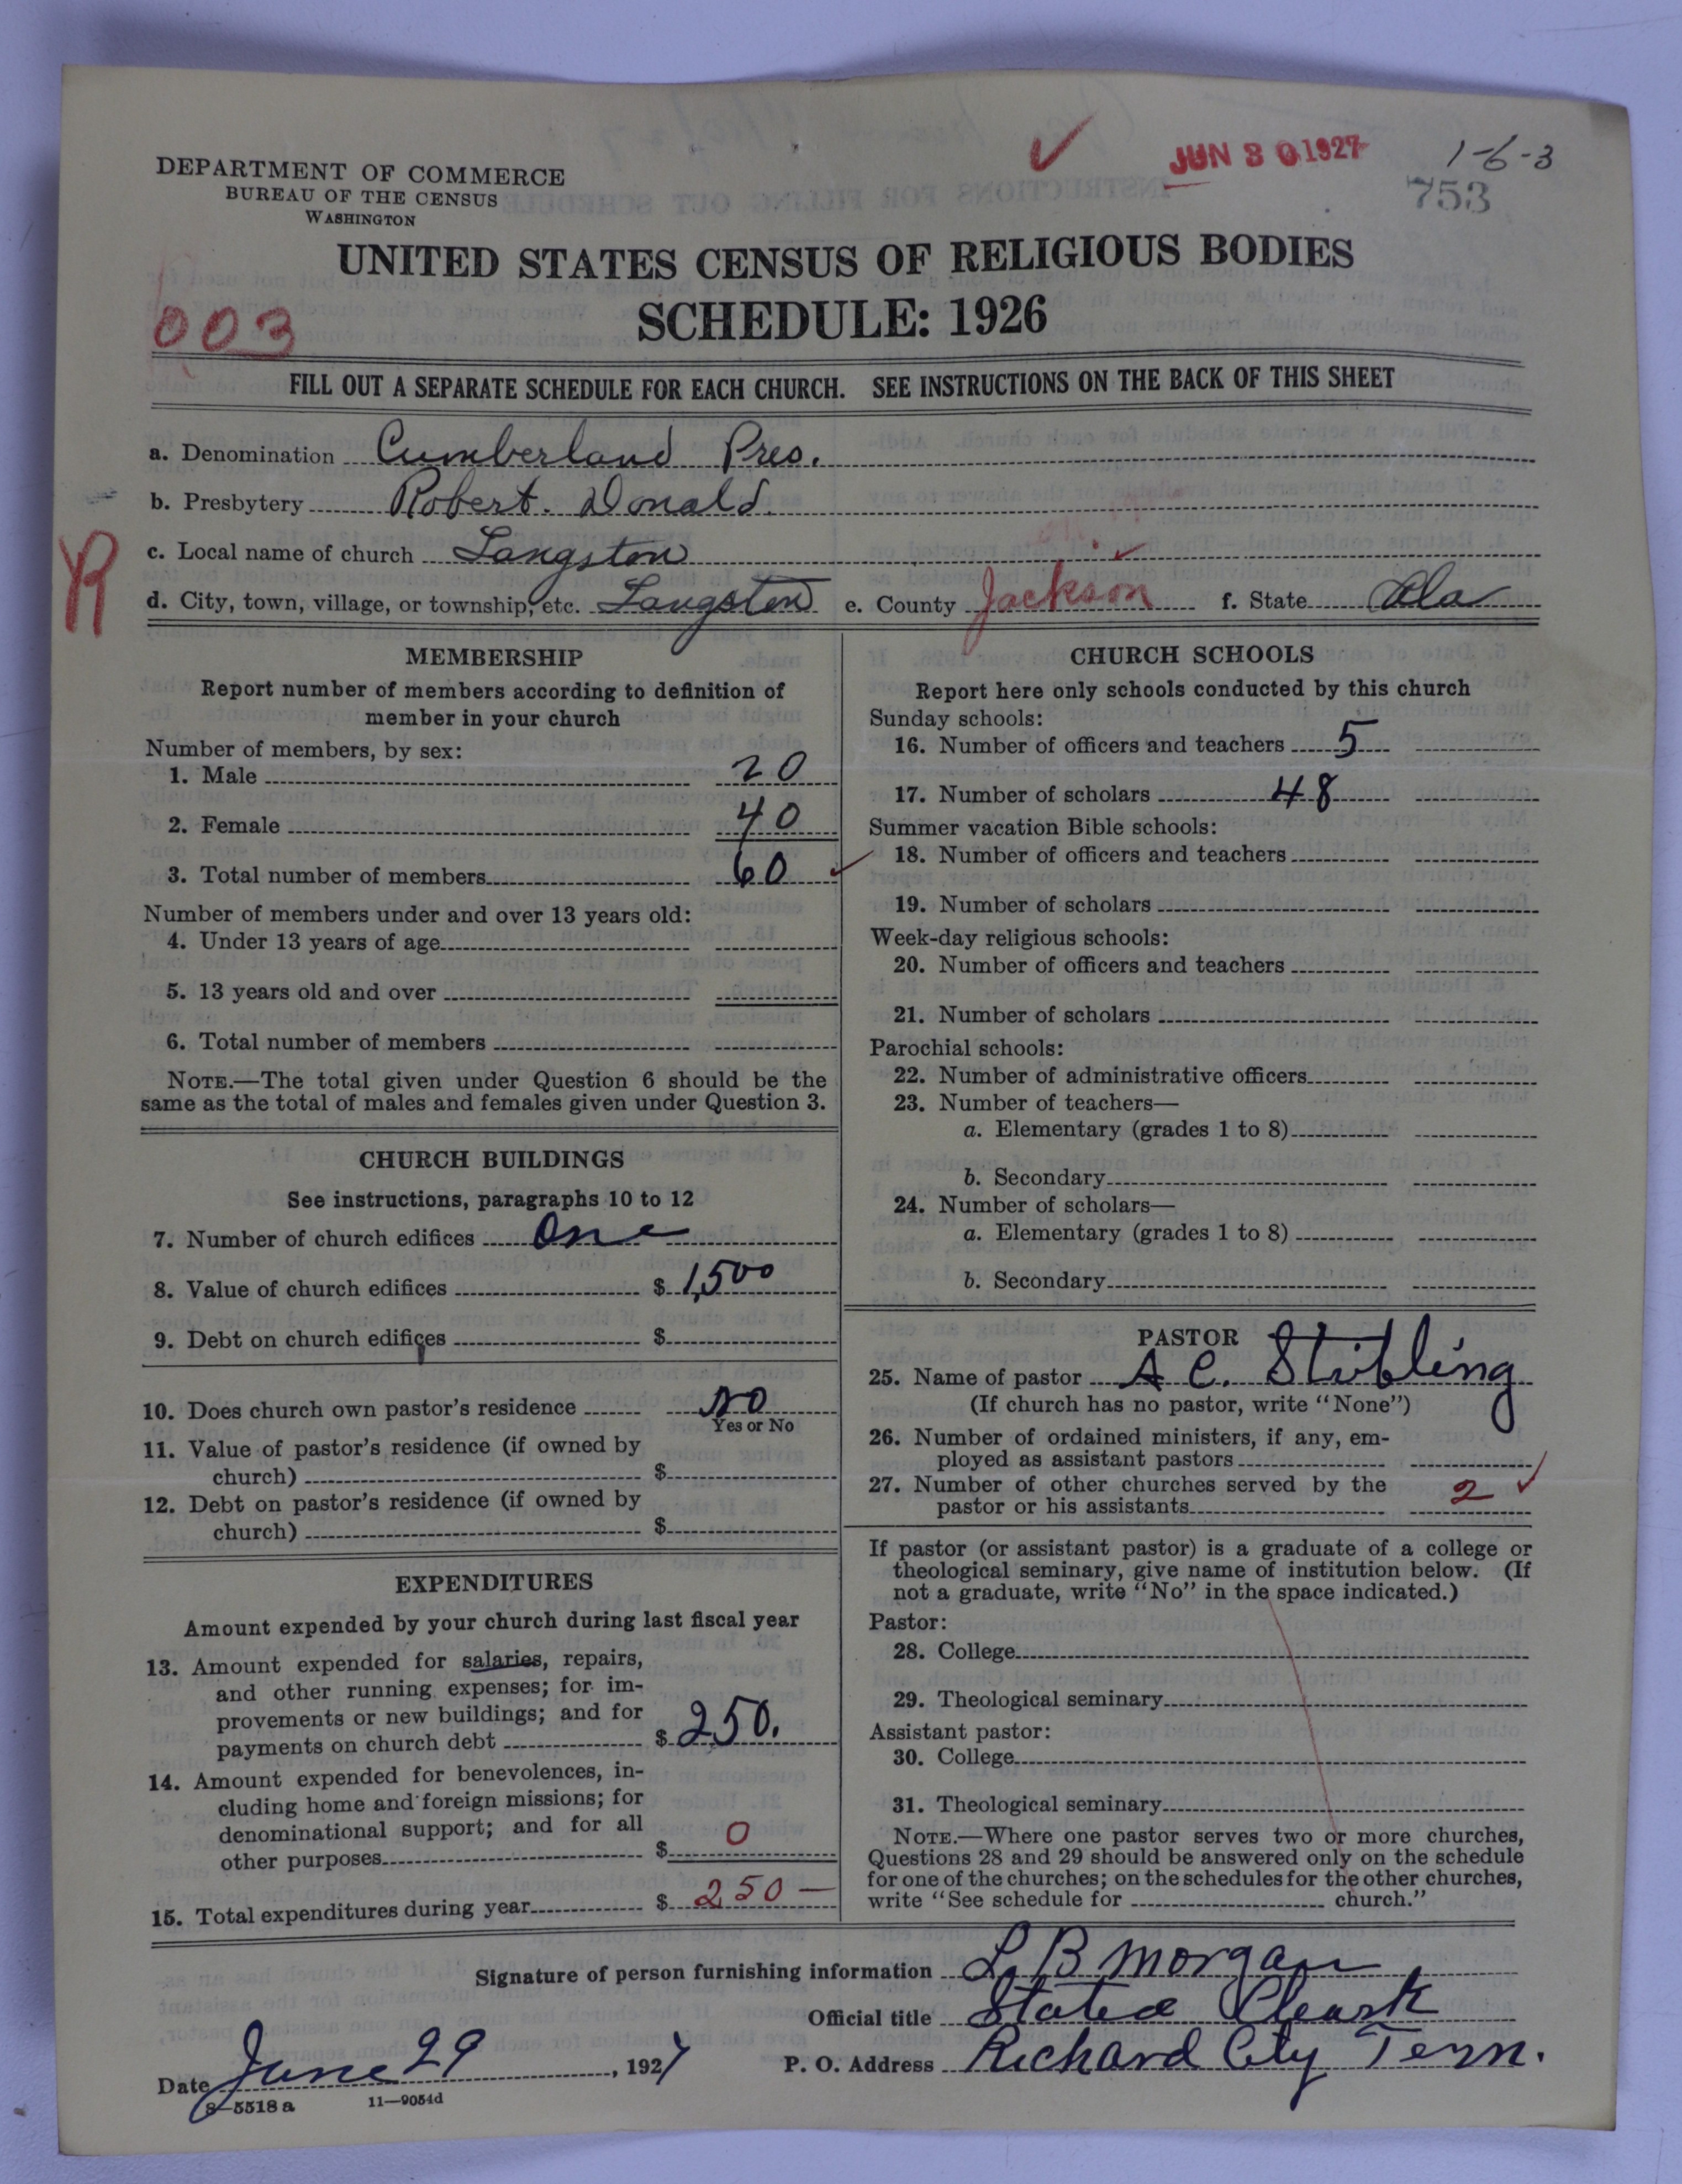 JUN 30 1927
1-6-3
753
DEPARTMENT OF COMMERCE
BUREAU OF THE CENSUS
WASHINGTON
UNITED STATES CENSUS OF RELIGIOUS BODIES
SCHEDULE: 1926
003
FILL OUT A SEPARATE SCHEDULE FOR EACH CHURCH. SEE INSTRUCTIONS ON THE BACK OF THIS SHEET
a. Denomination Cumberland Pres.
b. Presbytery Robert. Donald.
c. Local name of church Langston
R
d. City, town, village, or township, etc. Langston e. County Jackson f. State Ala
MEMBERSHIP
Report number of members according to definition of
member in your church
Number of members, by sex:
1. Male 20
2. Female 40
3. Total number of members 60
Number of members under and over 13 years old:
4. Under 13 years of age
5. 13 years old and over
6. Total number of members
NOTE.—The total given under Question 6 should be the
same as the total of males and females given under Question 3.
CHURCH BUILDINGS
See instructions, paragraphs 10 to 12
7. Number of church edifices One
8. Value of church edifices $ 1,500
9. Debt on church edifices $
10. Does church own pastor's residence No
Yes or No
11. Value of pastor's residence (if owned by
church) $
12. Debt on pastor's residence (if owned by
church) $
EXPENDITURES
Amount expended by your church during last fiscal year
13. Amount expended for salaries, repairs,
and other running expenses; for im-
provements or new buildings; and for
payments on church debt $ 250.
14. Amount expended for benevolences, in-
cluding home and foreign missions; for
denominational support; and for all
other purposes $ 0
15. Total expenditures during year $ 250—
CHURCH SCHOOLS
Report here only schools conducted by this church
Sunday schools:
16. Number of officers and teachers 5
17. Number of scholars 48
Summer vacation Bible schools:
18. Number of officers and teachers
19. Number of scholars
Week-day religious schools:
20. Number of officers and teachers
21. Number of scholars
Parochial schools:
22. Number of administrative officers
23. Number of teachers—
a. Elementary (grades 1 to 8)
b. Secondary
24. Number of scholars—
a. Elementary (grades 1 to 8)
b. Secondary
PASTOR
25. Name of pastor A C. Stribling
(If church has no pastor, write "None")
26. Number of ordained ministers, if any, em-
ployed as assistant pastors
27. Number of other churches served by the
pastor or his assistants 2
If pastor (or assistant pastor) is a graduate of a college or
theological seminary, give name of institution below. (If
not a graduate, write "No" in the space indicated.)
Pastor:
28. College
29. Theological seminary
Assistant pastor:
30. College
31. Theological seminary
NOTE.—Where one pastor serves two or more churches,
Questions 28 and 29 should be answered only on the schedule
for one of the churches; on the schedules for the other churches,
write "See schedule for church."
Signature of person furnishing information L. B Morgan
Official title Stated Cleark
Date June 29, 1927 P. O. Address Richard City Tenn.
8—5518 a 11—9054d